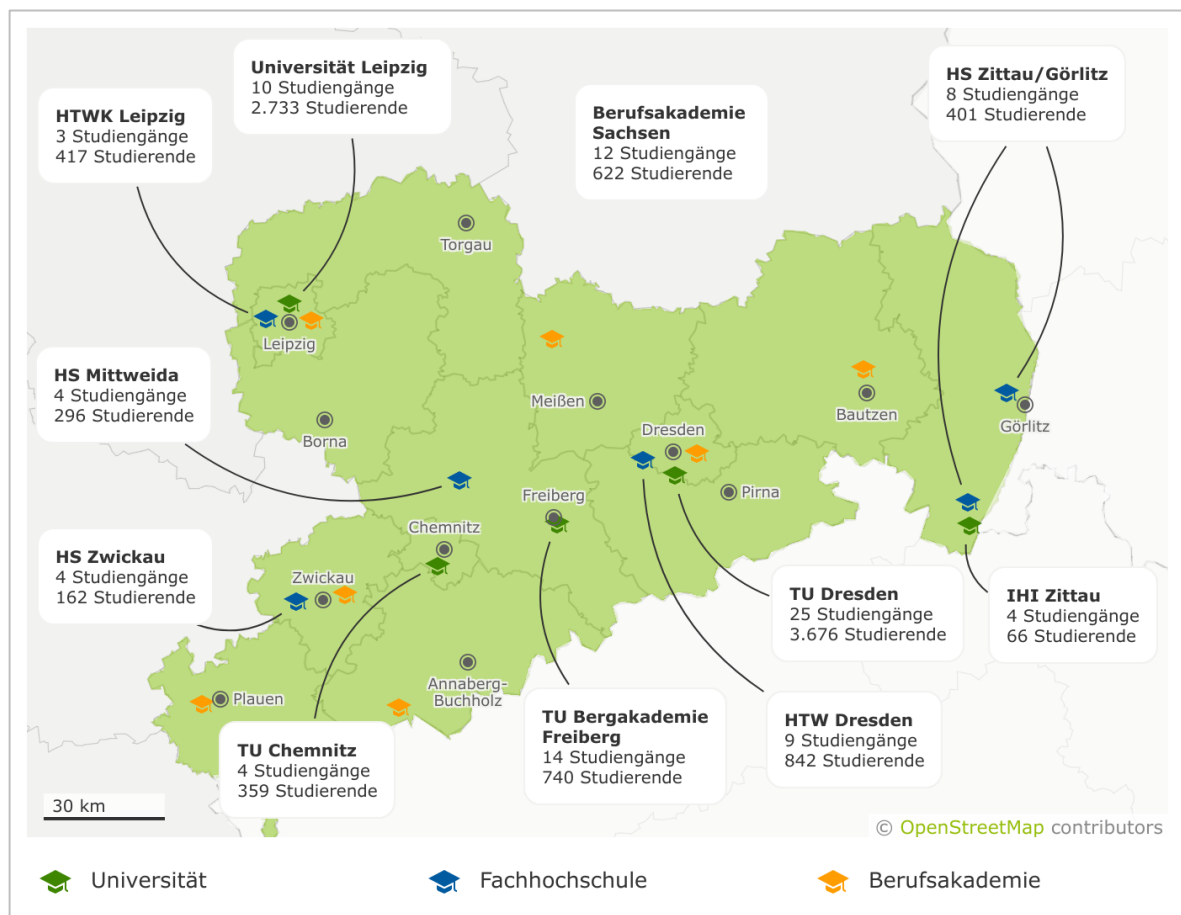 Universität Leipzig
10 Studiengänge
2.733 Studierende
HTWK Leipzig
3 Studiengänge
417 Studierende
Berufsakademie
Sachsen
12 Studiengänge
622 Studierende
HS Zittau/Görlitz
8 Studiengänge
401 Studierende
Torgau
Leipzig
HS Mittweida
4 Studiengänge
296 Studierende
Meißen
Bautzen
Görlitz
Borna
Dresden
Pirna
Freiberg
Chemnitz
HS Zwickau
4 Studiengänge
162 Studierende
Zwickau
TU Dresden
25 Studiengänge
3.676 Studierende
IHI Zittau
4 Studiengänge
66 Studierende
Plauen
Annaberg-
Buchholz
TU Chemnitz
4 Studiengänge
359 Studierende
TU Bergakademie
Freiberg
14 Studiengänge
740 Studierende
HTW Dresden
9 Studiengänge
842 Studierende
30 km
© OpenStreetMap contributors
Universität
Fachhochschule
Berufsakademie